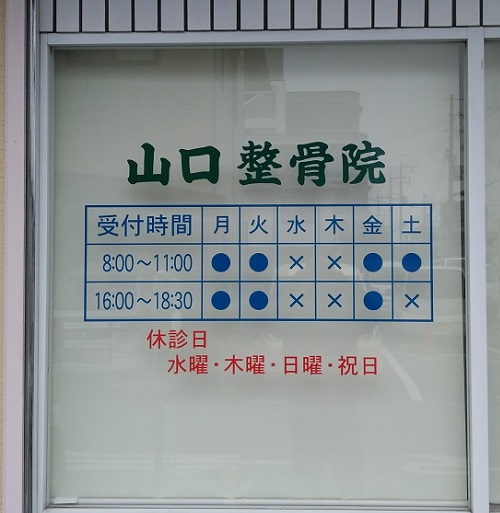 山口 整骨院
受付時間 月 火 水 木 金 土
8:00～11:00 ● ● × × ● ●
16:00～18:30 ● ● × × ● ×
休診日
水曜・木曜・日曜・祝日